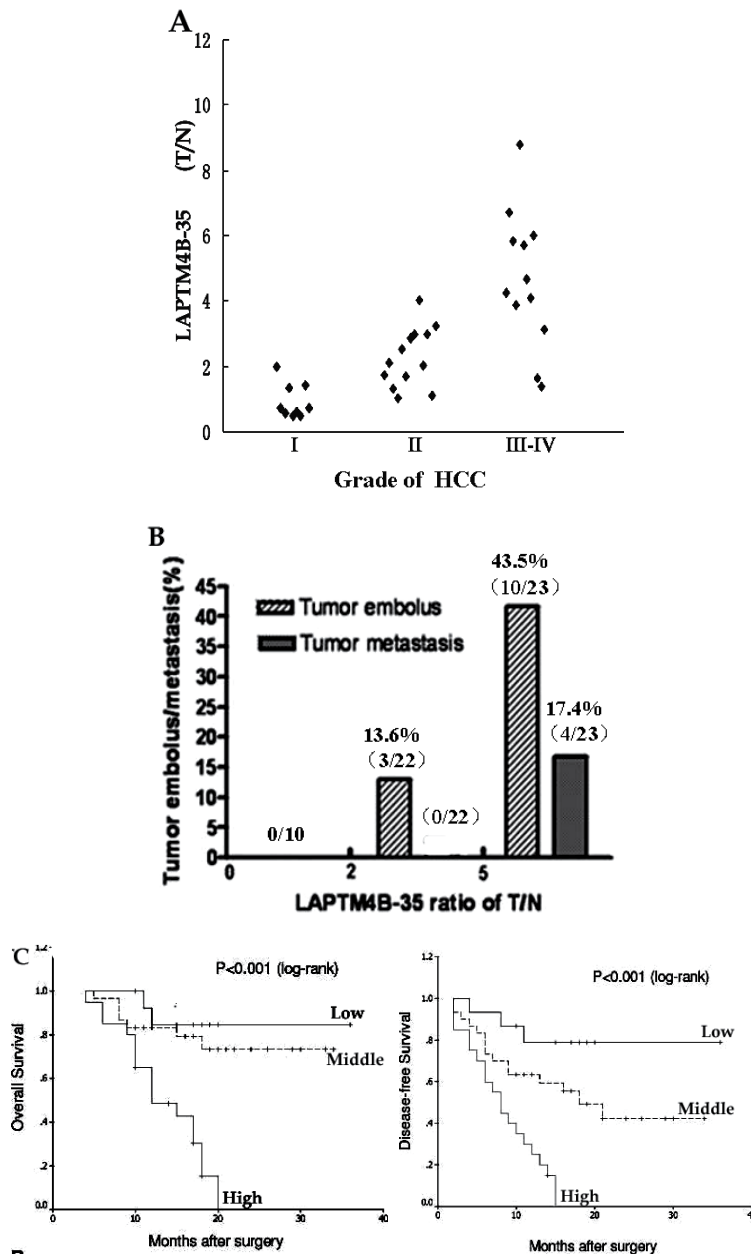 A
LAPTM4B-35 (T/N)
12
10
8
6
4
2
0
I II III-IV
Grade of HCC
B
Tumor embolus/metastasis(%)
45
40
35
30
25
20
15
10
5
0
Tumor embolus
Tumor metastasis
0/10
13.6%
(3/22)
(0/22)
43.5%
(10/23)
17.4%
(4/23)
0 2 5
LAPTM4B-35 ratio of T/N
C
Overall Survival
1.2
1.0
.8
.6
.4
.2
0.0
P<0.001 (log-rank)
Low
Middle
High
0 10 20 30 40
Months after surgery
Disease-free Survival
1.2
1.0
.8
.6
.4
.2
0.0
P<0.001 (log-rank)
Low
Middle
High
0 10 20 30
Months after surgery